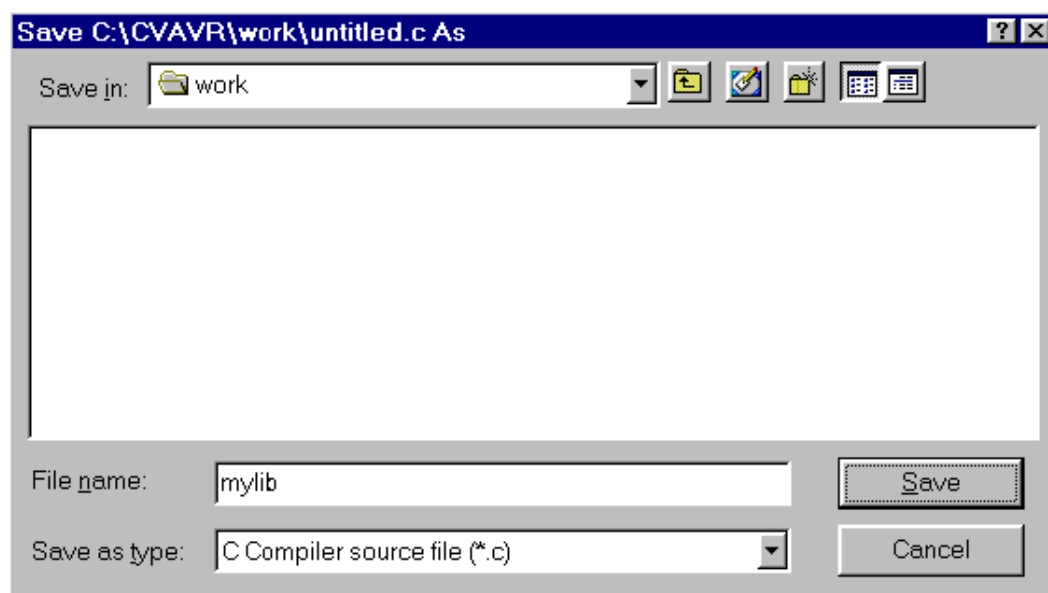 Save C:\CVAVR\work\untitled.c As
Save in: work
File name: mylib Save
Save as type: C Compiler source file (*.c) Cancel